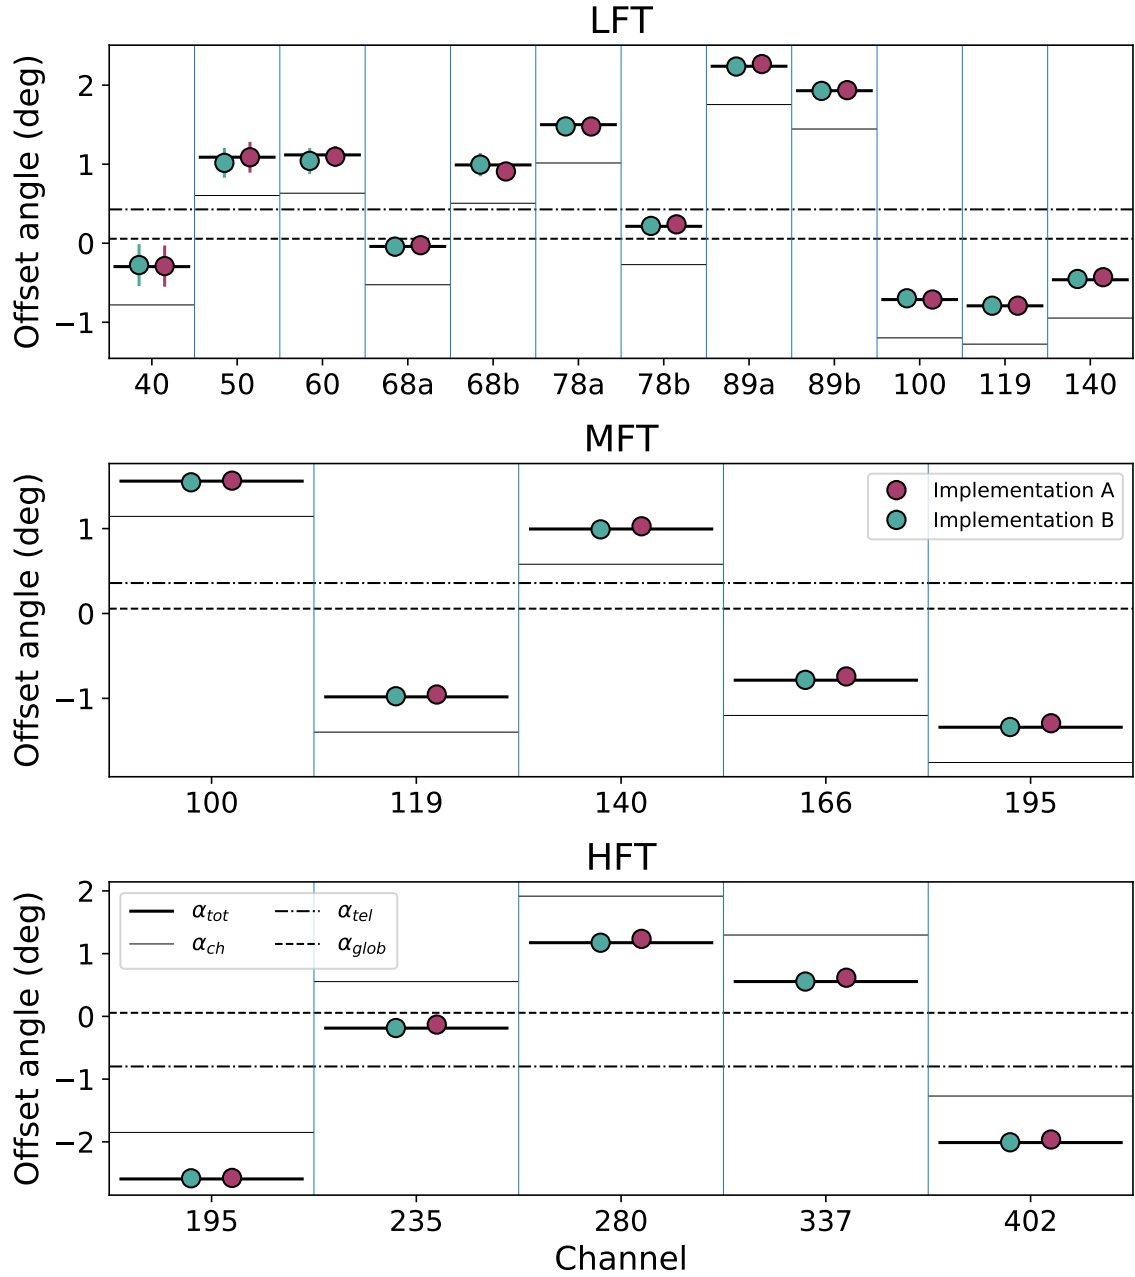 LFT
Offset angle (deg)
2
1
0
−1
40 50 60 68a 68b 78a 78b 89a 89b 100 119 140
MFT
Offset angle (deg)
1
0
−1
Implementation A
Implementation B
100 119 140 166 195
HFT
Offset angle (deg)
2
1
0
−1
−2
α_tot α_tel
α_ch α_glob
195 235 280 337 402
Channel